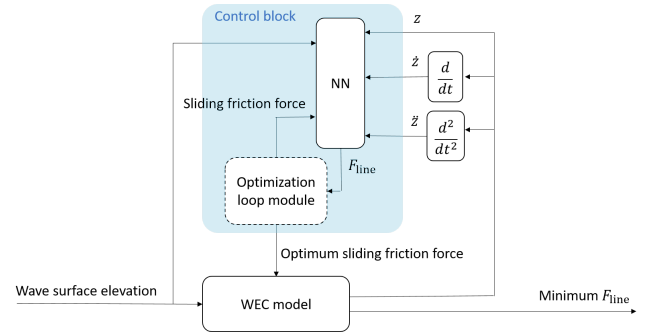 Control block
z
NN
ż
d
dt
Sliding friction force
z̈
d²
dt²
F_line
Optimization
loop module
Optimum sliding friction force
Wave surface elevation
WEC model
Minimum F_line